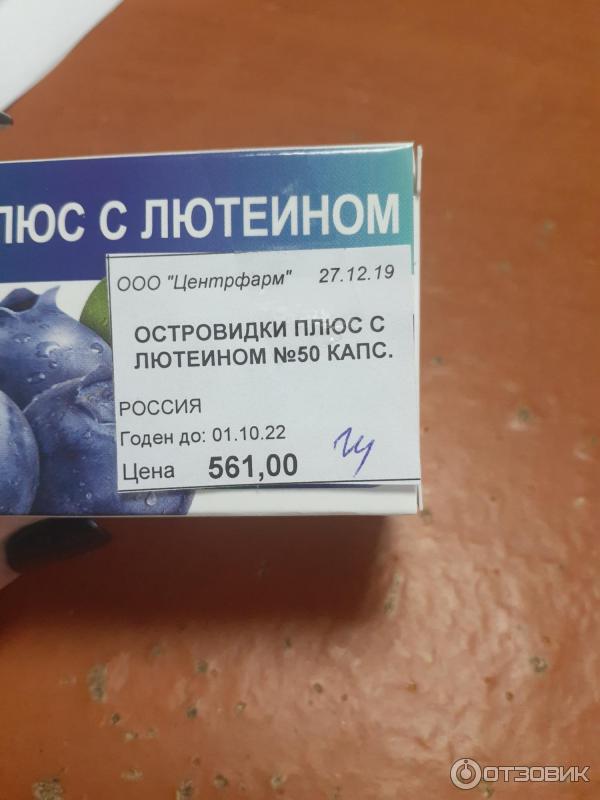 ПЛЮС С ЛЮТЕИНОМ
ООО "Центрфарм" 27.12.19
ОСТРОВИДКИ ПЛЮС С
ЛЮТЕИНОМ №50 КАПС.
РОССИЯ
Годен до: 01.10.22
Цена 561,00
ОТЗОВИК